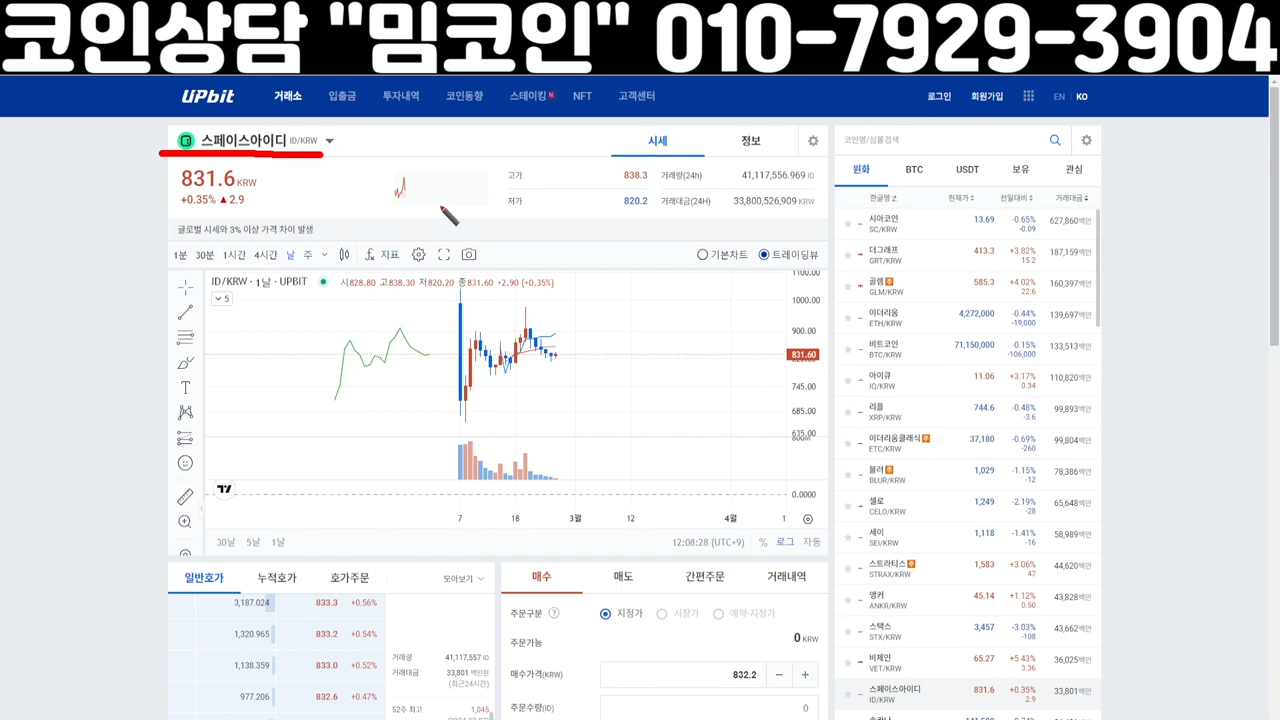 코인상담 "밈코인" 010-7929-3904
UPbit 거래소 입출금 투자내역 코인동향 스테이킹 N NFT 고객센터 로그인 회원가입 EN KO
스페이스아이디 ID/KRW 시세 정보
831.6 KRW
+0.35% ▲ 2.9
고가 838.3 거래량(24h) 41,117,556.969 ID
저가 820.2 거래대금(24H) 33,800,526,909 KRW
글로벌 시세와 3% 이상 가격 차이 발생
1분 30분 1시간 4시간 날 주 지표 기본차트 트레이딩뷰
ID/KRW · 1날 · UPBIT 시828.80 고838.30 저820.20 종831.60 +2.90 (+0.35%)
5
1100.00
1000.00
900.00
831.60
745.00
685.00
635.00
0.0000
7 18 3월 12 4월 1
30날 5날 1날 12:08:28 (UTC+9) % 로그 자동
일반호가 누적호가 호가주문 모아보기
3,187.024 833.3 +0.56%
1,320.965 833.2 +0.54%
1,138.359 833.0 +0.52%
977.206 832.6 +0.47%
거래량 41,117,557 ID
거래대금 33,801 백만원
(최근24시간)
52주 최고 1,045
매수 매도 간편주문 거래내역
주문구분 ? 지정가 시장가 예약-지정가
주문가능 0 KRW
매수가격(KRW) 832.2 − +
주문수량(ID) 0
코인명/심볼검색
원화 BTC USDT 보유 관심
한글명 현재가 전일대비 거래대금
시아코인 13.69 -0.65% 627,860백만
SC/KRW -0.09
더그래프 413.3 +3.82% 187,159백만
GRT/KRW 15.2
골렘 585.3 +4.02% 160,397백만
GLM/KRW 22.6
이더리움 4,272,000 -0.44% 139,697백만
ETH/KRW -19,000
비트코인 71,150,000 -0.15% 133,513백만
BTC/KRW -106,000
아이큐 11.06 +3.17% 110,820백만
IQ/KRW 0.34
리플 744.6 -0.48% 99,893백만
XRP/KRW -3.6
이더리움클래식 37,180 -0.69% 99,804백만
ETC/KRW -260
블러 1,029 -1.15% 78,386백만
BLUR/KRW -12
셀로 1,249 -2.19% 65,648백만
CELO/KRW -28
세이 1,118 -1.41% 58,989백만
SEI/KRW -16
스트라티스 1,583 +3.06% 44,620백만
STRAX/KRW 47
앵커 45.14 +1.12% 43,828백만
ANKR/KRW 0.50
스택스 3,457 -3.03% 43,662백만
STX/KRW -108
비체인 65.27 +5.43% 36,025백만
VET/KRW 3.36
스페이스아이디 831.6 +0.35% 33,801백만
ID/KRW 2.9